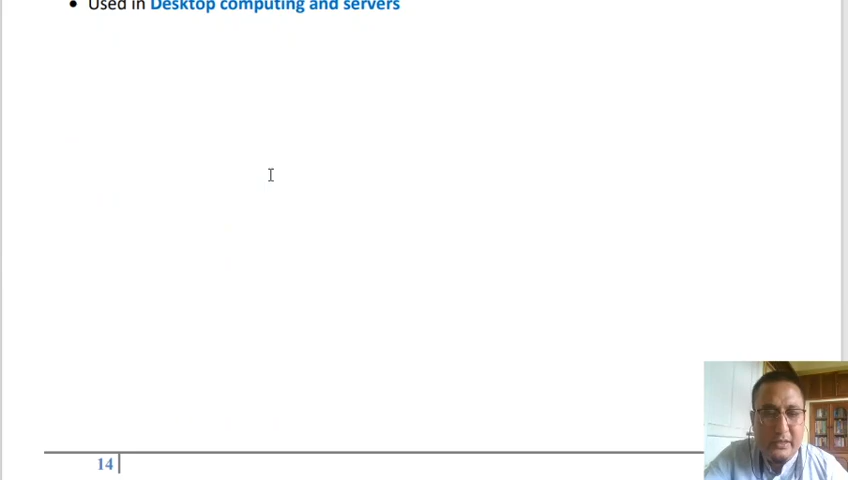 • Used in Desktop computing and servers
14